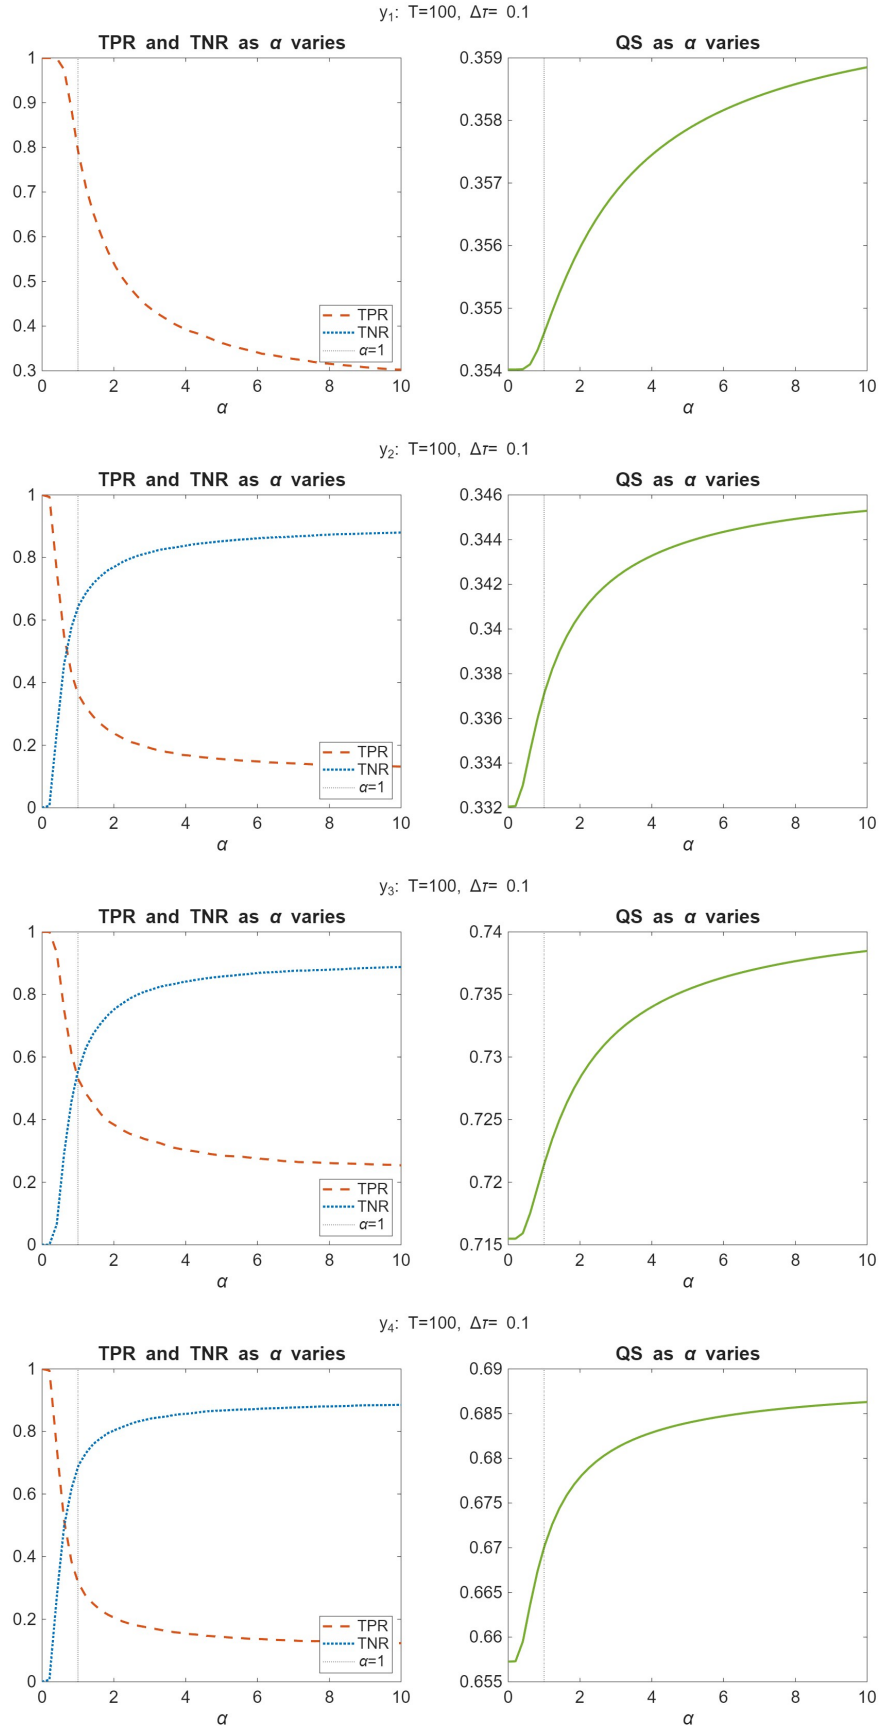 y₁: T=100, Δτ= 0.1
TPR and TNR as α varies
1
0.9
0.8
0.7
0.6
0.5
0.4
0.3
0 2 4 6 8 10
α
TPR
TNR
α=1
QS as α varies
0.359
0.358
0.357
0.356
0.355
0.354
0 2 4 6 8 10
α
y₂: T=100, Δτ= 0.1
TPR and TNR as α varies
1
0.8
0.6
0.4
0.2
0
0 2 4 6 8 10
α
TPR
TNR
α=1
QS as α varies
0.346
0.344
0.342
0.34
0.338
0.336
0.334
0.332
0 2 4 6 8 10
α
y₃: T=100, Δτ= 0.1
TPR and TNR as α varies
1
0.8
0.6
0.4
0.2
0
0 2 4 6 8 10
α
TPR
TNR
α=1
QS as α varies
0.74
0.735
0.73
0.725
0.72
0.715
0 2 4 6 8 10
α
y₄: T=100, Δτ= 0.1
TPR and TNR as α varies
1
0.8
0.6
0.4
0.2
0
0 2 4 6 8 10
α
TPR
TNR
α=1
QS as α varies
0.69
0.685
0.68
0.675
0.67
0.665
0.66
0.655
0 2 4 6 8 10
α